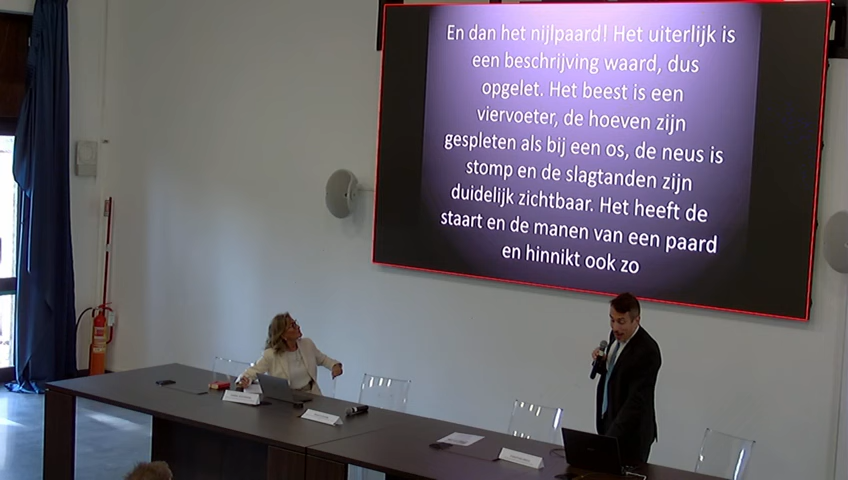 En dan het nijlpaard! Het uiterlijk is
een beschrijving waard, dus
opgelet. Het beest is een
viervoeter, de hoeven zijn
gespleten als bij een os, de neus is
stomp en de slagtanden zijn
duidelijk zichtbaar. Het heeft de
staart en de manen van een paard
en hinnikt ook zo